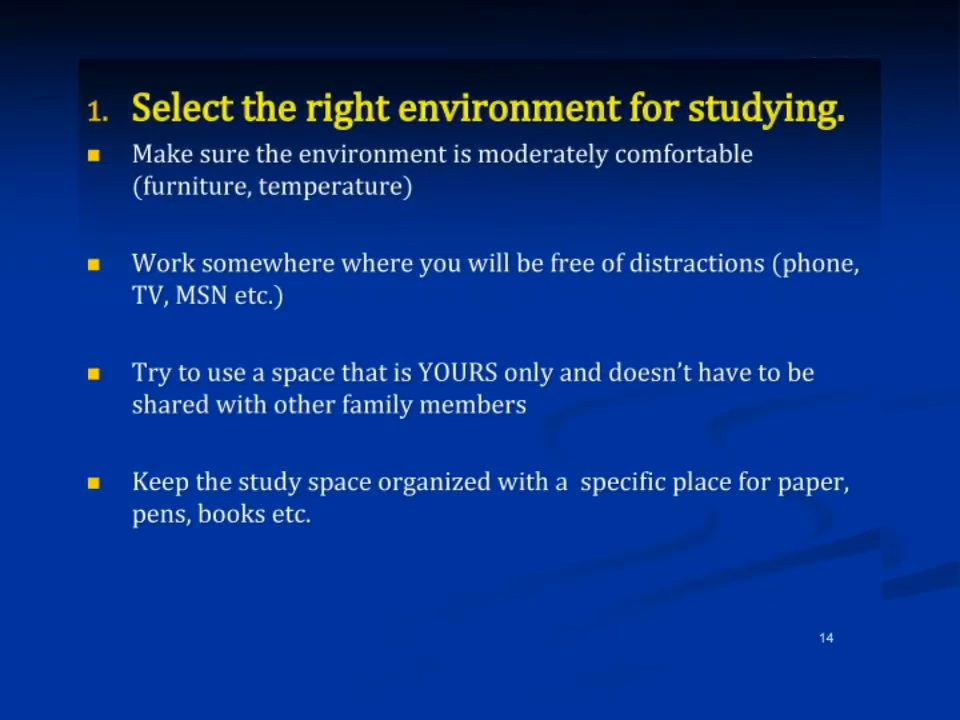 1. Select the right environment for studying.
■ Make sure the environment is moderately comfortable
(furniture, temperature)
■ Work somewhere where you will be free of distractions (phone,
TV, MSN etc.)
■ Try to use a space that is YOURS only and doesn’t have to be
shared with other family members
■ Keep the study space organized with a  specific place for paper,
pens, books etc.
14